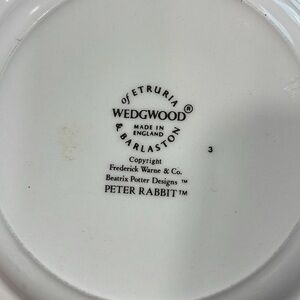 of ETRURIA
WEDGWOOD®
MADE IN
ENGLAND
& BARLASTON
3
Copyright
Frederick Warne & Co.
Beatrix Potter Designs ™
PETER RABBIT™